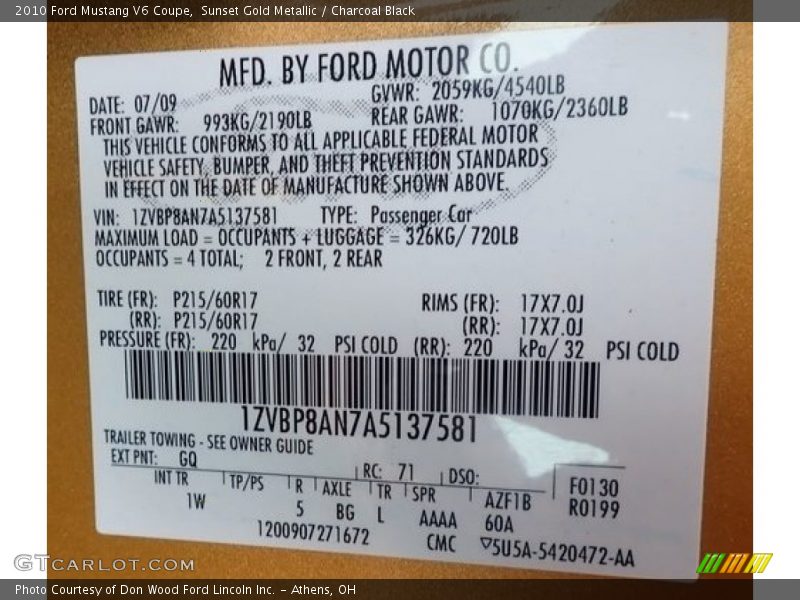 2010 Ford Mustang V6 Coupe,  Sunset Gold Metallic / Charcoal Black
MFD. BY FORD MOTOR CO.
DATE: 07/09 GVWR: 2059KG/4540LB
FRONT GAWR: 993KG/2190LB REAR GAWR: 1070KG/2360LB
THIS VEHICLE CONFORMS TO ALL APPLICABLE FEDERAL MOTOR
VEHICLE SAFETY, BUMPER, AND THEFT PREVENTION STANDARDS
IN EFFECT ON THE DATE OF MANUFACTURE SHOWN ABOVE
VIN: 1ZVBP8AN7A5137581 TYPE: Passenger Car
MAXIMUM LOAD = OCCUPANTS + LUGGAGE = 326KG/ 720LB
OCCUPANTS = 4 TOTAL; 2 FRONT, 2 REAR
TIRE (FR): P215/60R17 RIMS (FR): 17X7.0J
(RR): P215/60R17 (RR): 17X7.0J
PRESSURE (FR): 220 kPa/ 32 PSI COLD (RR): 220 kPa/ 32 PSI COLD
1ZVBP8AN7A5137581
TRAILER TOWING - SEE OWNER GUIDE
EXT PNT: GQ RC: 71 DSO: F0130
INT TR TP/PS R AXLE TR SPR AZF1B R0199
1W 5 BG L AAAA 60A
1200907271672 CMC 5U5A-5420472-AA
GTCARLOT.COM
Photo Courtesy of Don Wood Ford Lincoln Inc. - Athens, OH